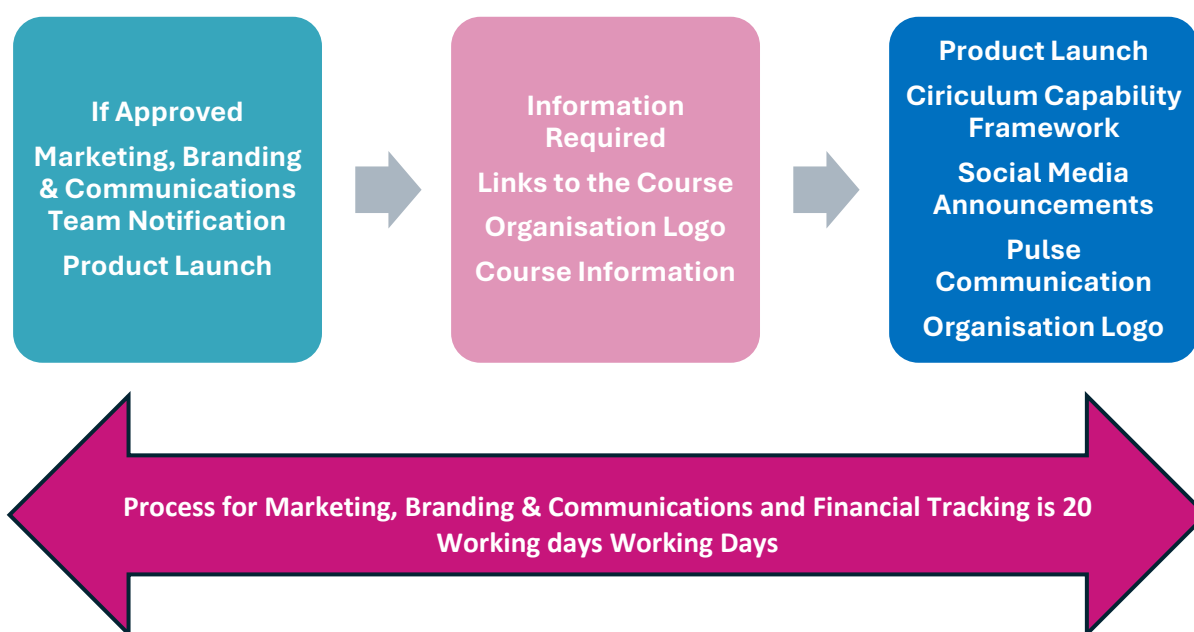 If Approved
Marketing, Branding
& Communications
Team Notification
Product Launch
Information
Required
Links to the Course
Organisation Logo
Course Information
Product Launch
Ciriculum Capability
Framework
Social Media
Announcements
Pulse
Communication
Organisation Logo
Process for Marketing, Branding & Communications and Financial Tracking is 20
Working days Working Days